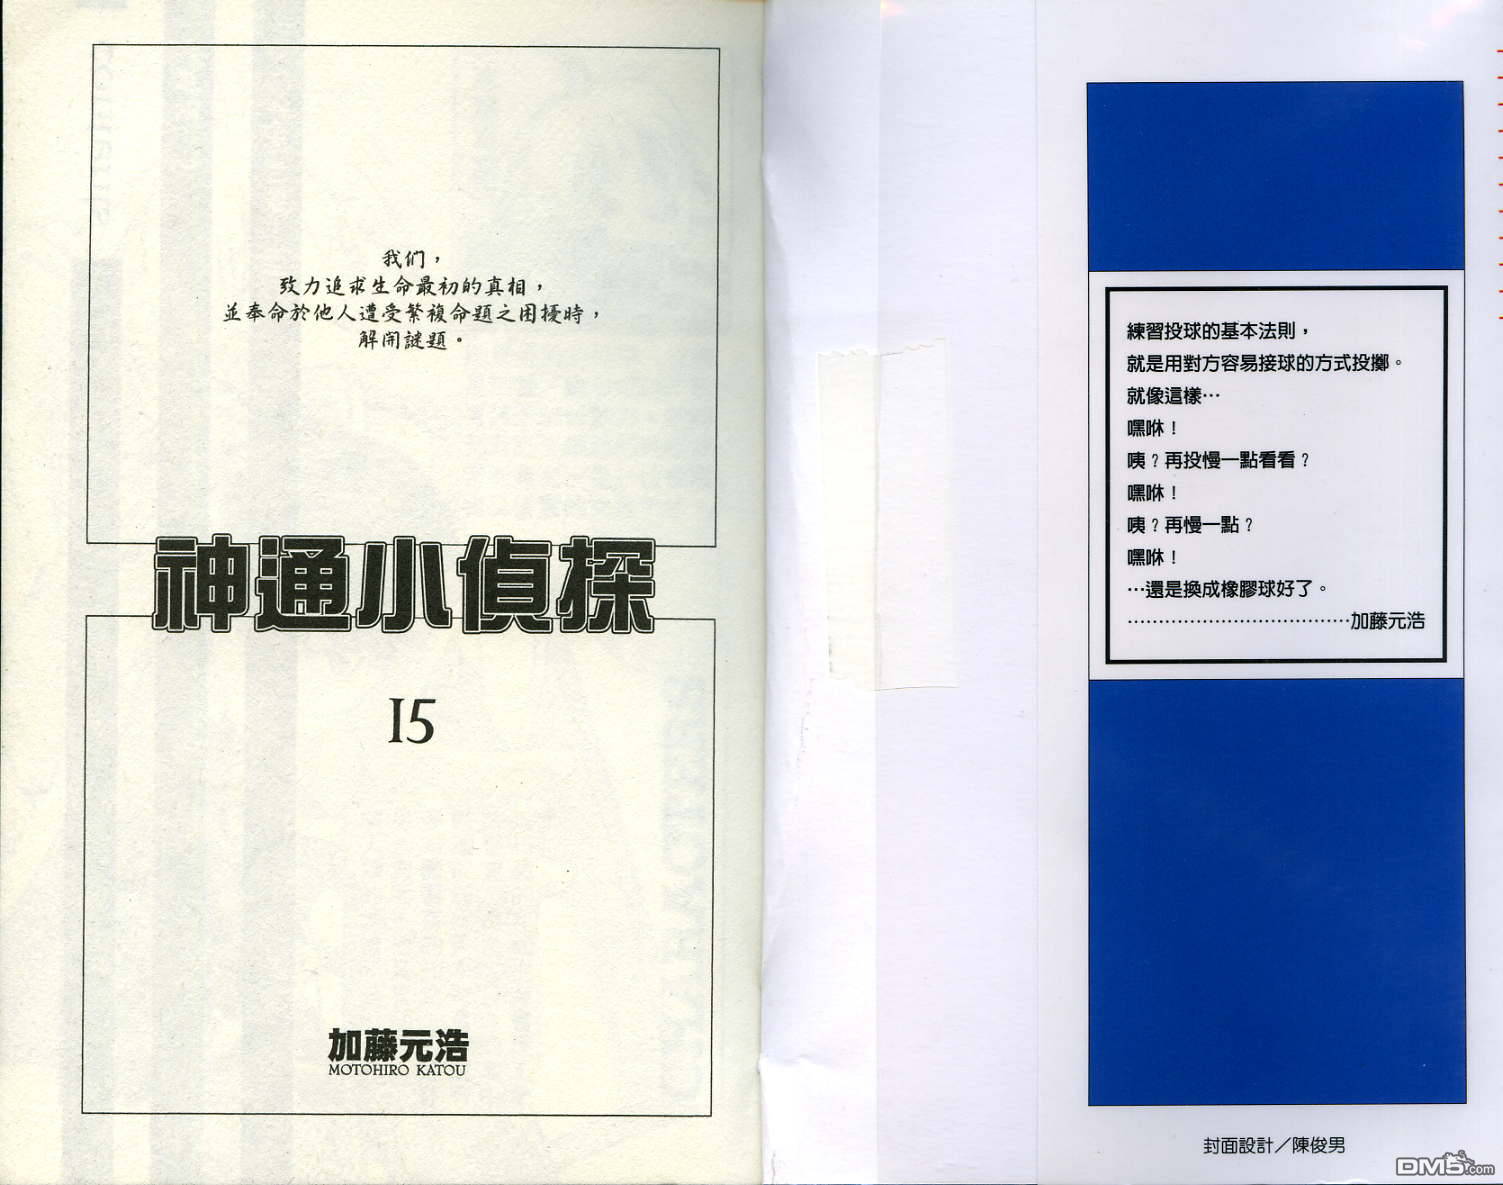 我們，
致力追求生命最初的真相，
並奉命於他人遭受繁複命題之困擾時，
解開謎題。
神通小偵探
15
加藤元浩
MOTOHIRO KATOU
練習投球的基本法則，
就是用對方容易接球的方式投擲。
就像這樣…
嘿咻！
咦？再投慢一點看看？
嘿咻！
咦？再慢一點？
嘿咻！
…還是換成橡膠球好了。
……………………………………加藤元浩
封面設計／陳俊男
DM5.com